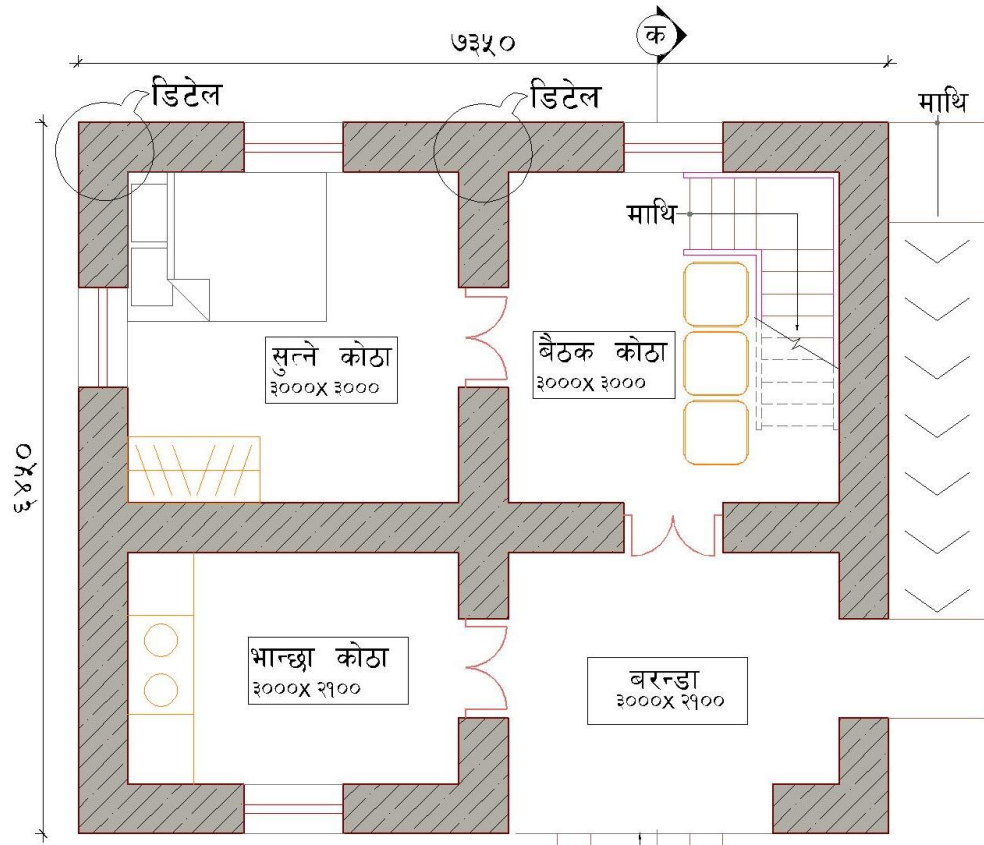 क
७३५०
डिटेल
डिटेल
माथि
माथि
सुत्ने कोठा
३०००X ३०००
बैठक कोठा
३०००X ३०००
६४५०
भान्छा कोठा
३०००X २१००
बरन्डा
३०००X २१००